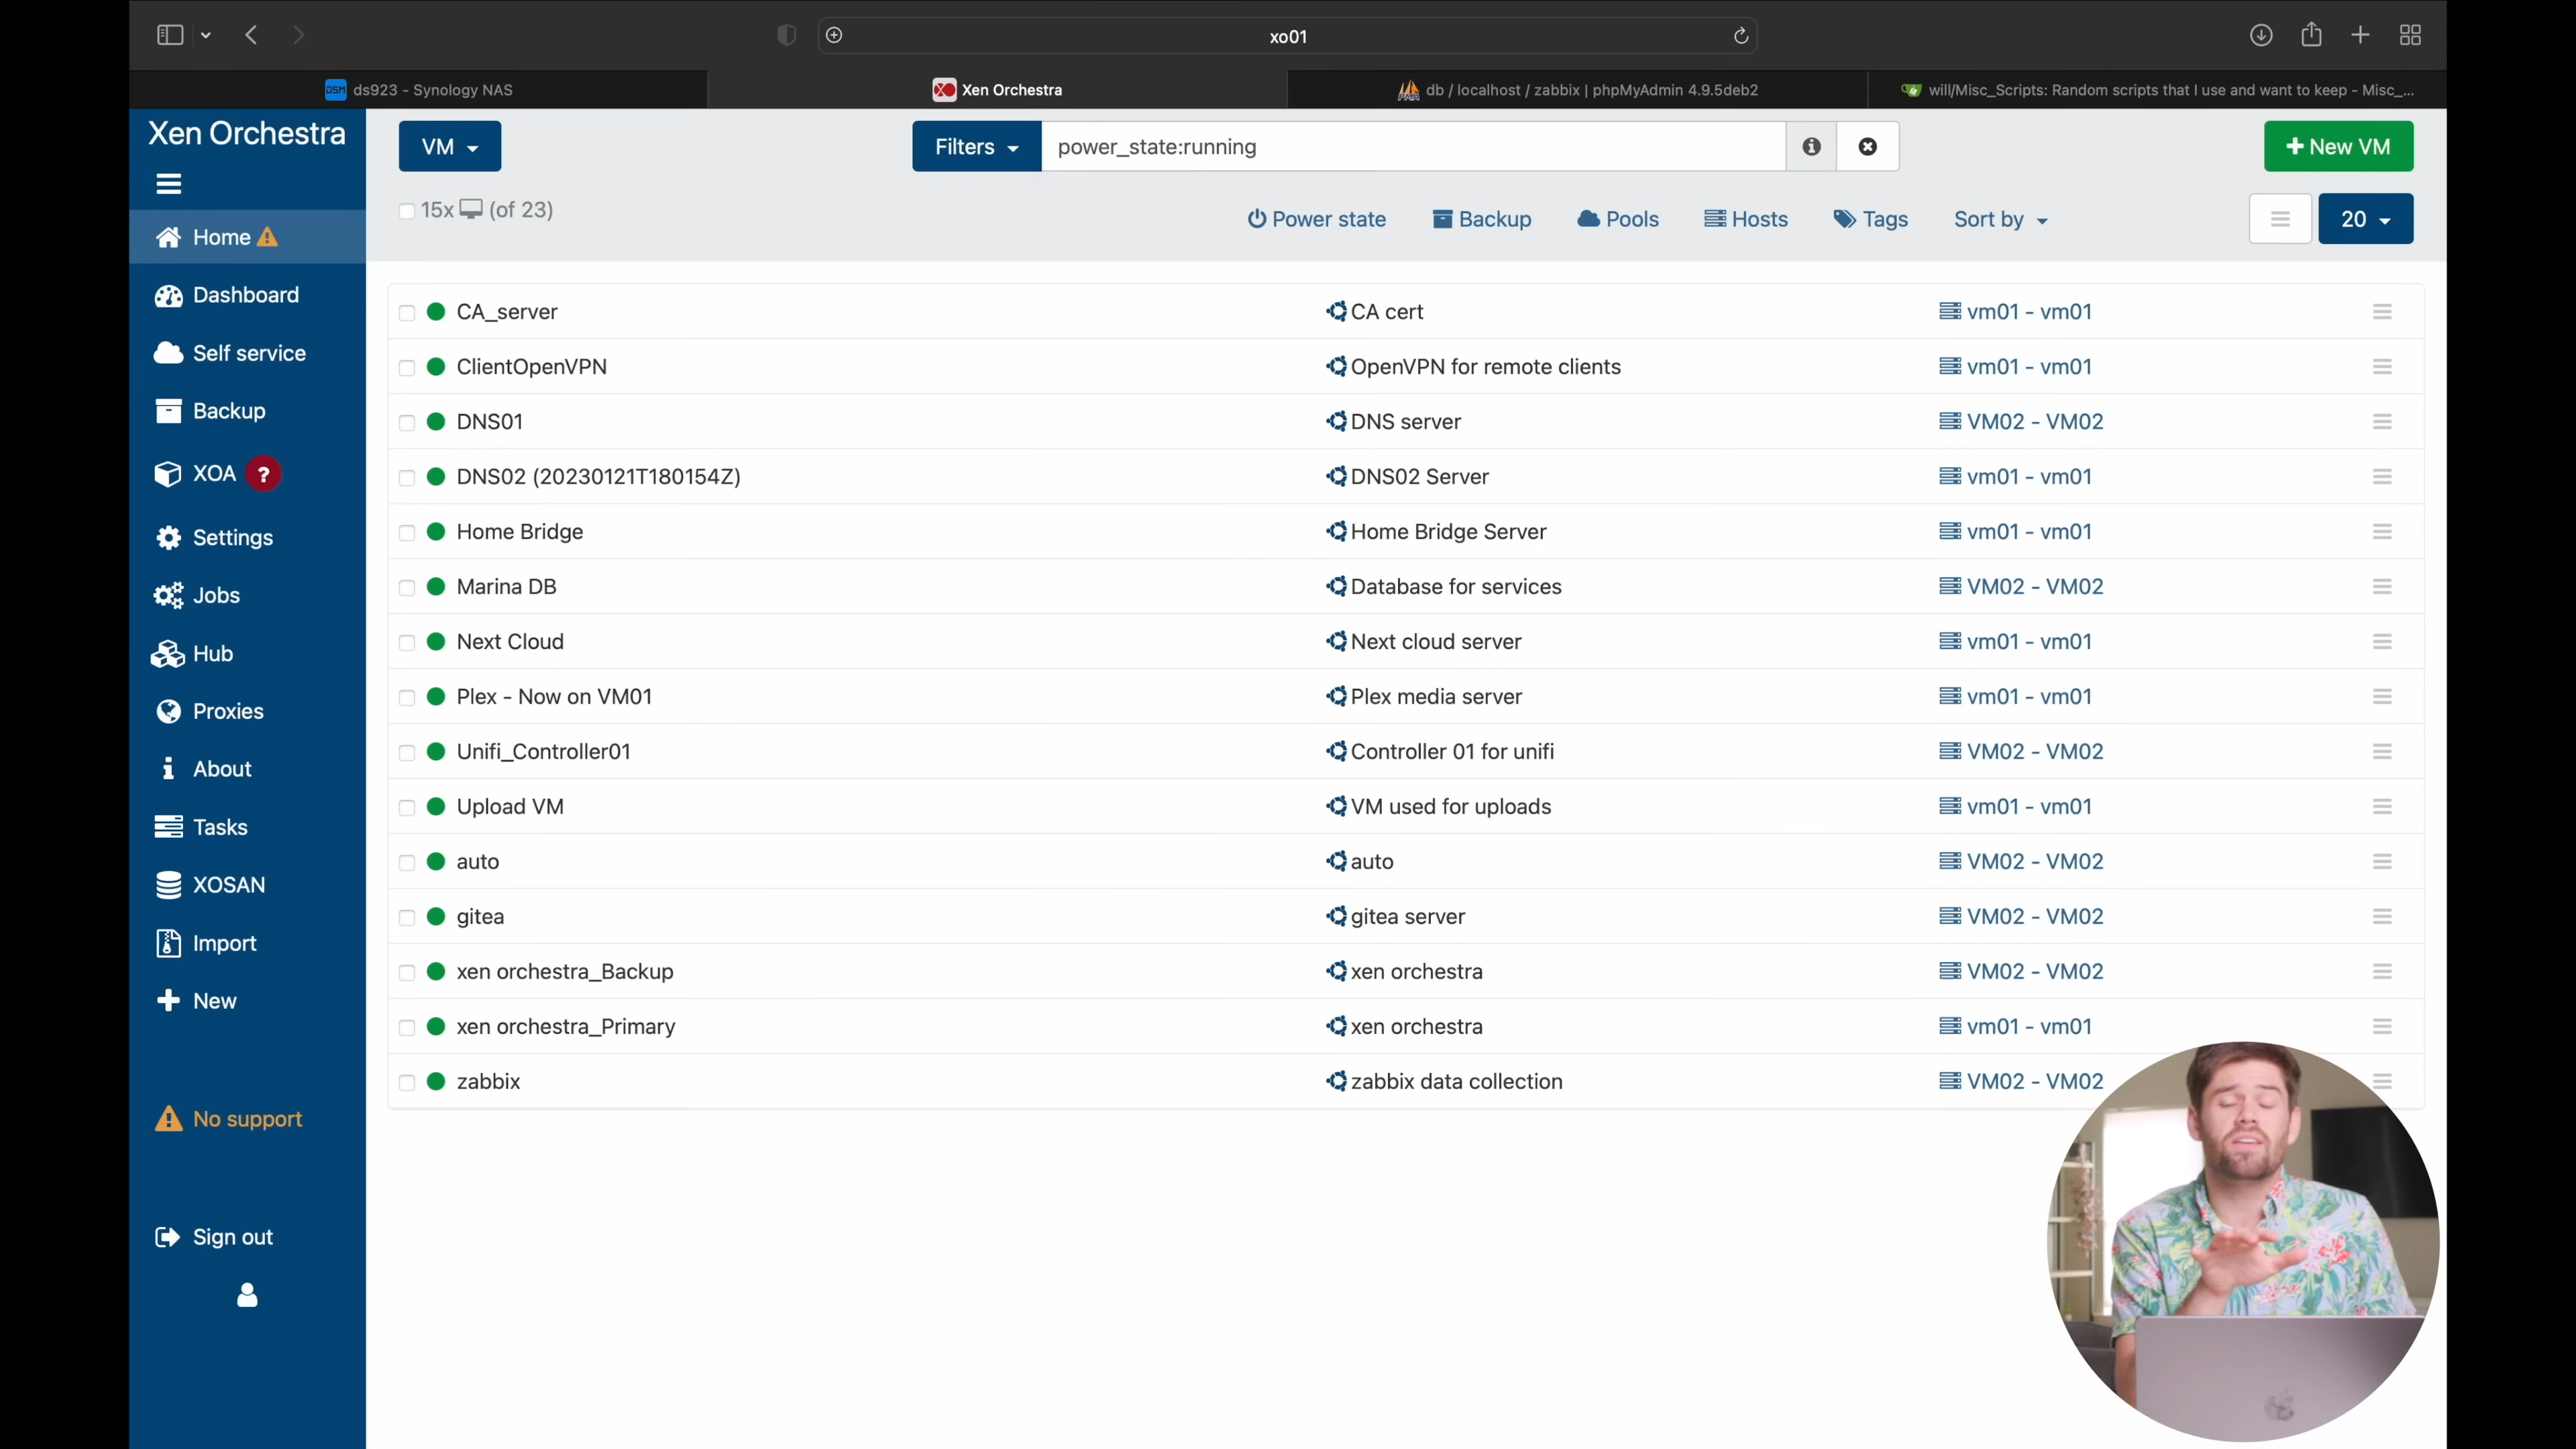 xo01
DSM ds923 - Synology NAS
Xen Orchestra
db / localhost / zabbix | phpMyAdmin 4.9.5deb2
will/Misc_Scripts: Random scripts that I use and want to keep - Misc_...
Xen Orchestra
VM
Filters
power_state:running
+ New VM
15x (of 23)
Power state
Backup
Pools
Hosts
Tags
Sort by
20
Home
Dashboard
Self service
Backup
XOA ?
Settings
Jobs
Hub
Proxies
About
Tasks
XOSAN
Import
New
No support
Sign out
CA_server CA cert vm01 - vm01
ClientOpenVPN OpenVPN for remote clients vm01 - vm01
DNS01 DNS server VM02 - VM02
DNS02 (20230121T180154Z) DNS02 Server vm01 - vm01
Home Bridge Home Bridge Server vm01 - vm01
Marina DB Database for services VM02 - VM02
Next Cloud Next cloud server vm01 - vm01
Plex - Now on VM01 Plex media server vm01 - vm01
Unifi_Controller01 Controller 01 for unifi VM02 - VM02
Upload VM VM used for uploads vm01 - vm01
auto auto VM02 - VM02
gitea gitea server VM02 - VM02
xen orchestra_Backup xen orchestra VM02 - VM02
xen orchestra_Primary xen orchestra vm01 - vm01
zabbix zabbix data collection VM02 - VM02